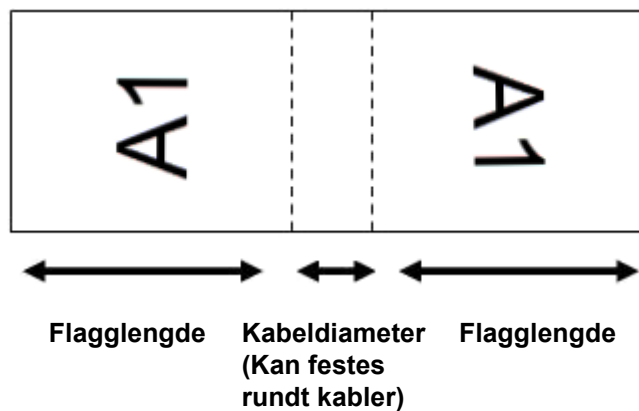 A1
A1
Flagglengde
Kabeldiameter
(Kan festes
rundt kabler)
Flagglengde